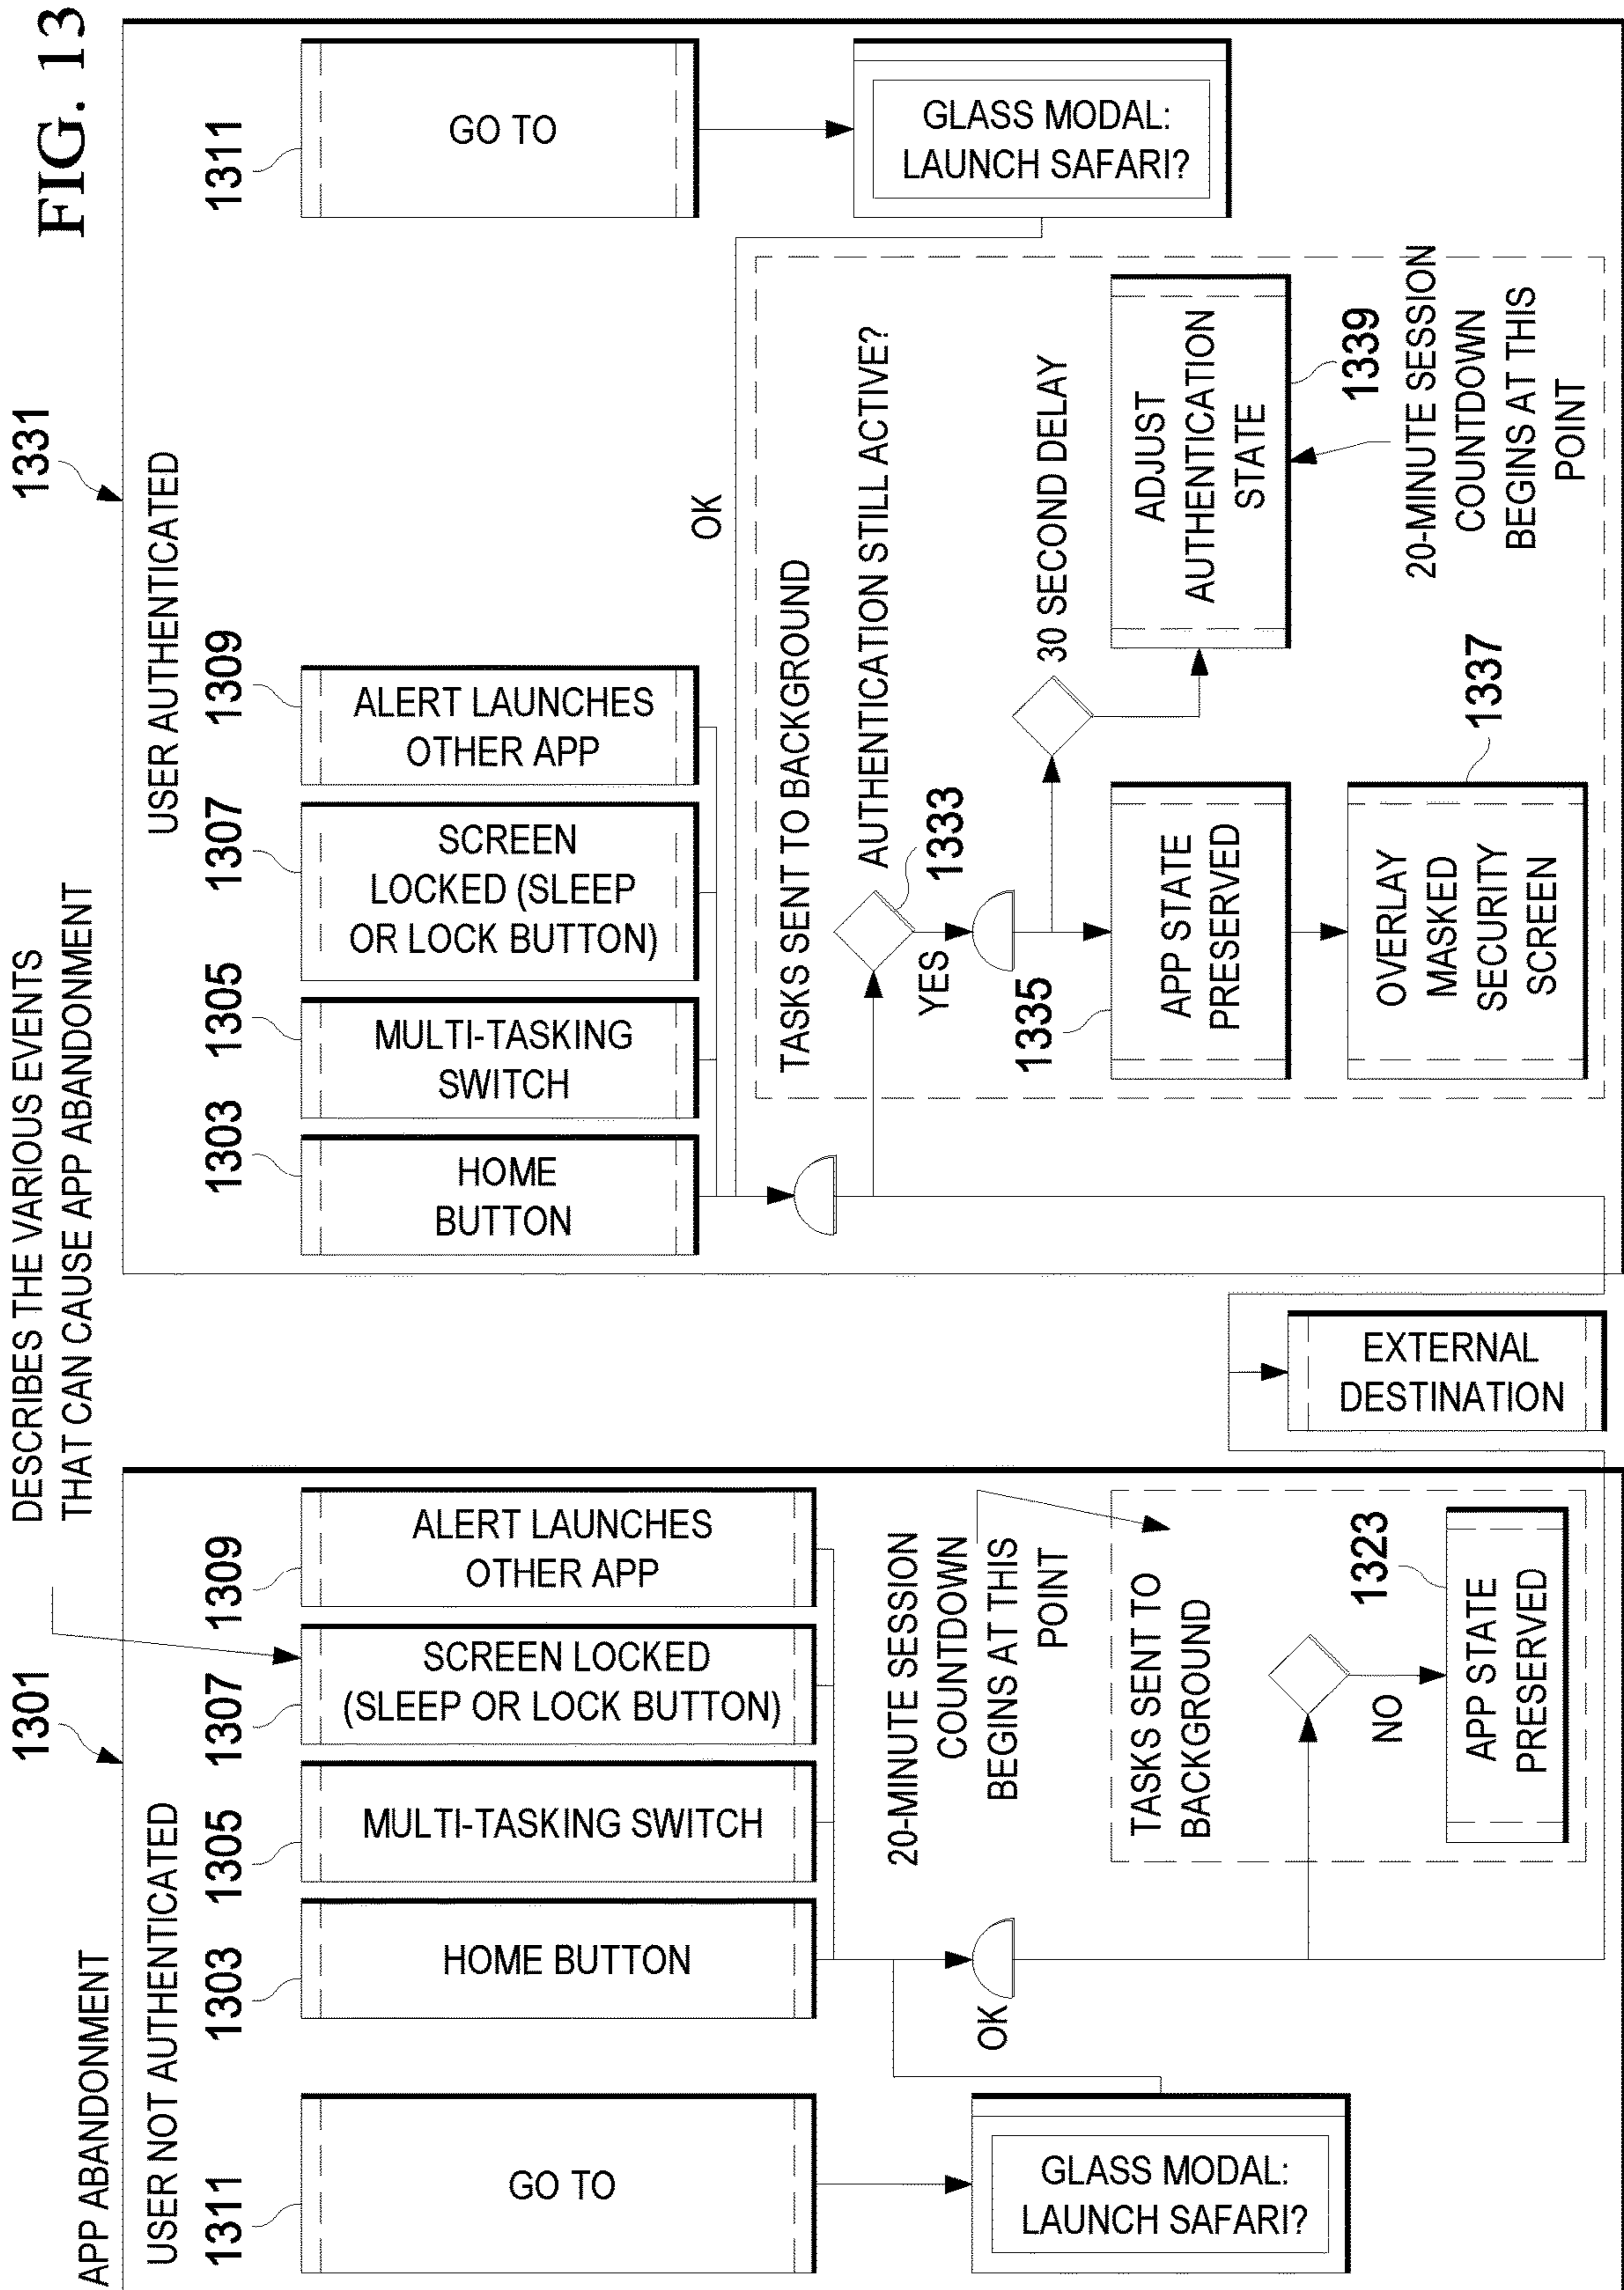 FIG. 13
DESCRIBES THE VARIOUS EVENTS
THAT CAN CAUSE APP ABANDONMENT
APP ABANDONMENT
1301
USER NOT AUTHENTICATED
1311
GO TO
1303
HOME BUTTON
1305
MULTI-TASKING SWITCH
1307
SCREEN LOCKED
(SLEEP OR LOCK BUTTON)
1309
ALERT LAUNCHES
OTHER APP
GLASS MODAL:
LAUNCH SAFARI?
OK
20-MINUTE SESSION
COUNTDOWN
BEGINS AT THIS
POINT
TASKS SENT TO
BACKGROUND
NO
1323
APP STATE
PRESERVED
EXTERNAL
DESTINATION
1331
USER AUTHENTICATED
1303
HOME
BUTTON
1305
MULTI-TASKING
SWITCH
1307
SCREEN
LOCKED (SLEEP
OR LOCK BUTTON)
1309
ALERT LAUNCHES
OTHER APP
1311
GO TO
GLASS MODAL:
LAUNCH SAFARI?
OK
TASKS SENT TO BACKGROUND
AUTHENTICATION STILL ACTIVE?
1333
YES
30 SECOND DELAY
1335
APP STATE
PRESERVED
ADJUST
AUTHENTICATION
STATE
1339
20-MINUTE SESSION
COUNTDOWN
BEGINS AT THIS
POINT
1337
OVERLAY
MASKED
SECURITY
SCREEN